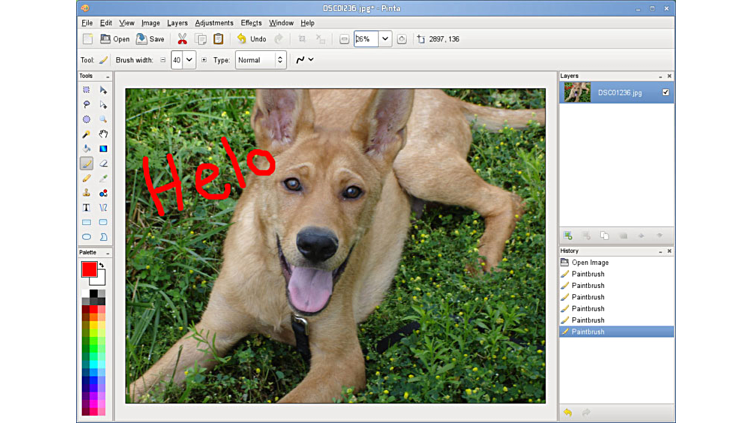 DSC01236.jpg* - Pinta
File Edit View Image Layers Adjustments Effects Window Help
Open Save Undo 26% 2897, 136
Tool: Brush width: 40 Type: Normal
Tools
Layers
DSC01236.jpg
Helo
Palette
History
Open Image
Paintbrush
Paintbrush
Paintbrush
Paintbrush
Paintbrush
Paintbrush